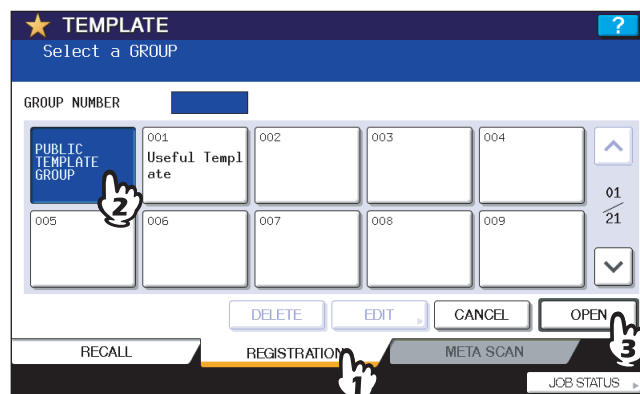 TEMPLATE
?
Select a GROUP
GROUP NUMBER
PUBLIC
TEMPLATE
GROUP
2
001
Useful Templ
ate
002
003
004
005
006
007
008
009
01
21
DELETE
EDIT
CANCEL
OPEN
3
RECALL
REGISTRATION
1
META SCAN
JOB STATUS